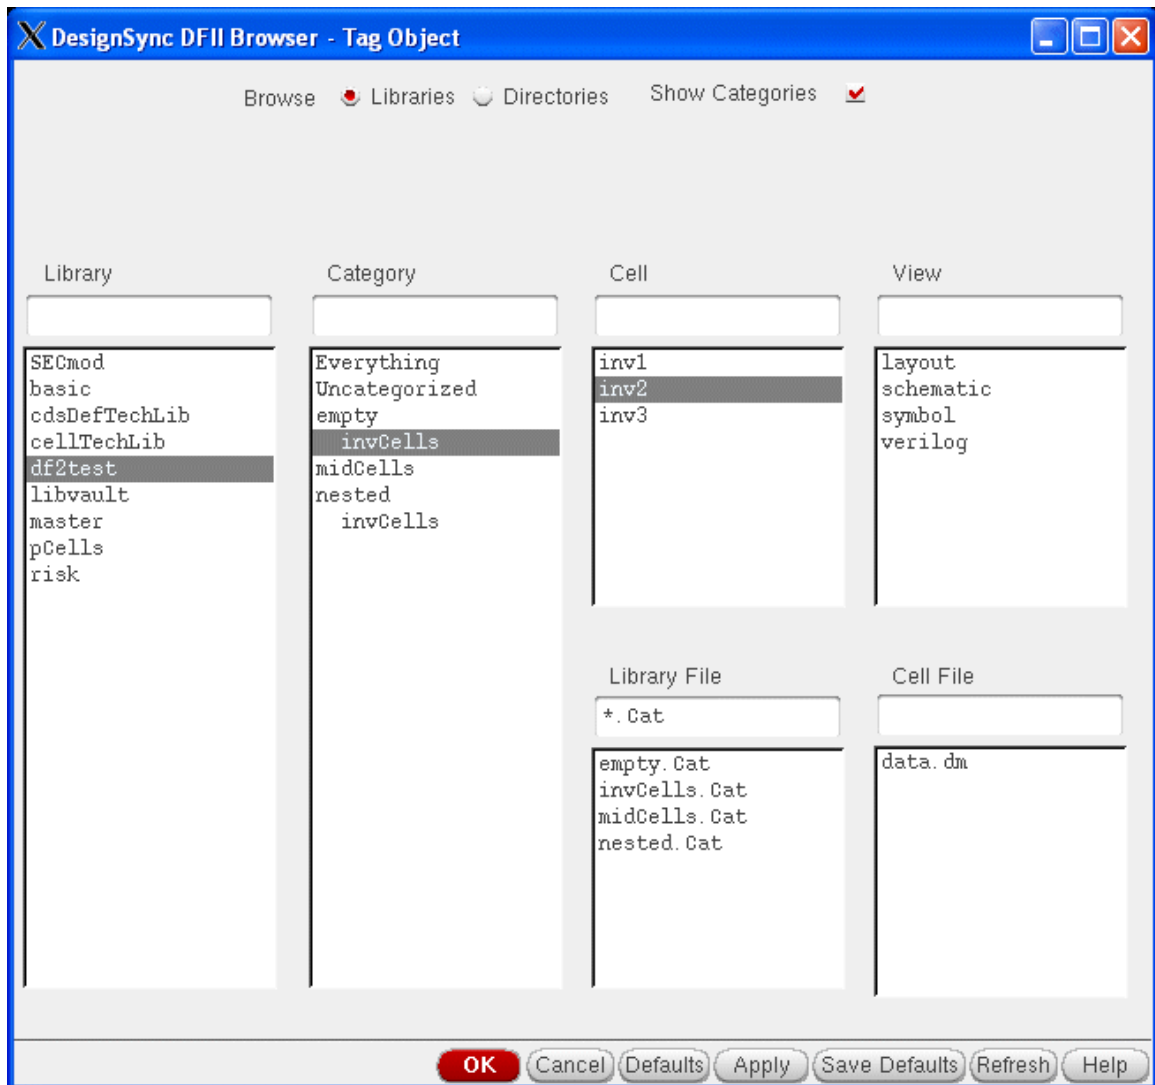 DesignSync DFII Browser - Tag Object
Browse Libraries Directories Show Categories
Library
Category
Cell
View
SECmod
basic
cdsDefTechLib
cellTechLib
df2test
libvault
master
pCells
risk
Everything
Uncategorized
empty
invCells
midCells
nested
invCells
inv1
inv2
inv3
layout
schematic
symbol
verilog
Library File
*.Cat
empty.Cat
invCells.Cat
midCells.Cat
nested.Cat
Cell File
data.dm
OK Cancel Defaults Apply Save Defaults Refresh Help